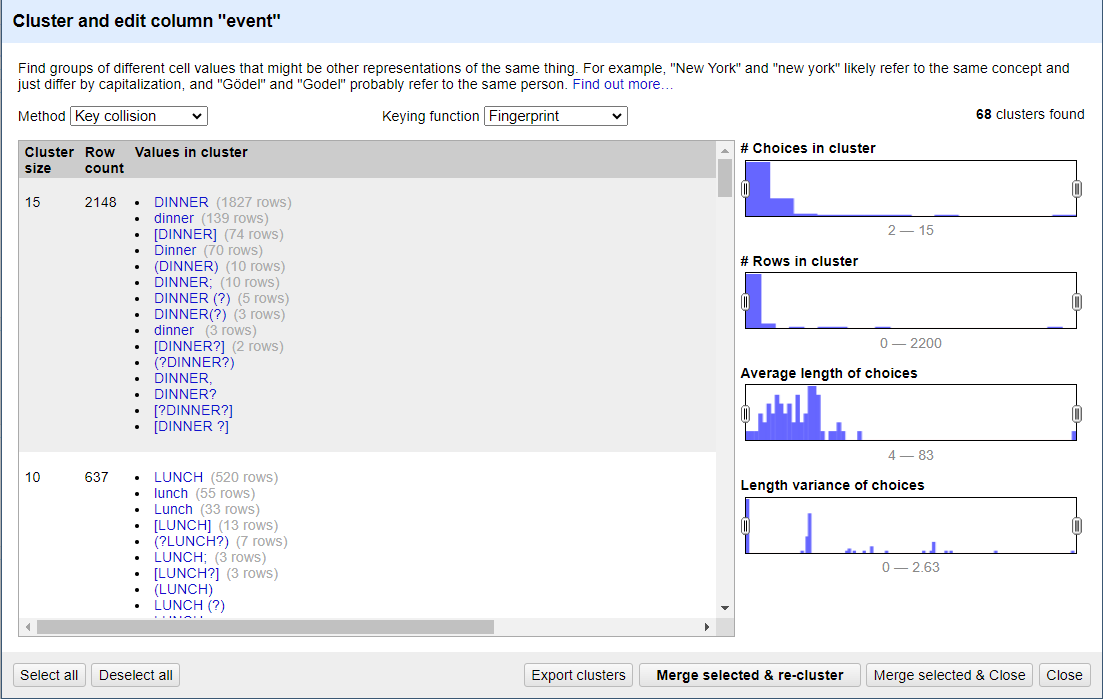 Cluster and edit column "event"
Find groups of different cell values that might be other representations of the same thing. For example, "New York" and "new york" likely refer to the same concept and
just differ by capitalization, and "Gödel" and "Godel" probably refer to the same person. Find out more...
Method Key collision Keying function Fingerprint 68 clusters found
Cluster size Row count Values in cluster
15 2148 • DINNER (1827 rows)
• dinner (139 rows)
• [DINNER] (74 rows)
• Dinner (70 rows)
• (DINNER) (10 rows)
• DINNER; (10 rows)
• DINNER (?) (5 rows)
• DINNER(?) (3 rows)
• dinner (3 rows)
• [DINNER?] (2 rows)
• (?DINNER?)
• DINNER,
• DINNER?
• [?DINNER?]
• [DINNER ?]
10 637 • LUNCH (520 rows)
• lunch (55 rows)
• Lunch (33 rows)
• [LUNCH] (13 rows)
• (?LUNCH?) (7 rows)
• LUNCH; (3 rows)
• [LUNCH?] (3 rows)
• (LUNCH)
• LUNCH (?)
# Choices in cluster
2 — 15
# Rows in cluster
0 — 2200
Average length of choices
4 — 83
Length variance of choices
0 — 2.63
Select all Deselect all Export clusters Merge selected & re-cluster Merge selected & Close Close